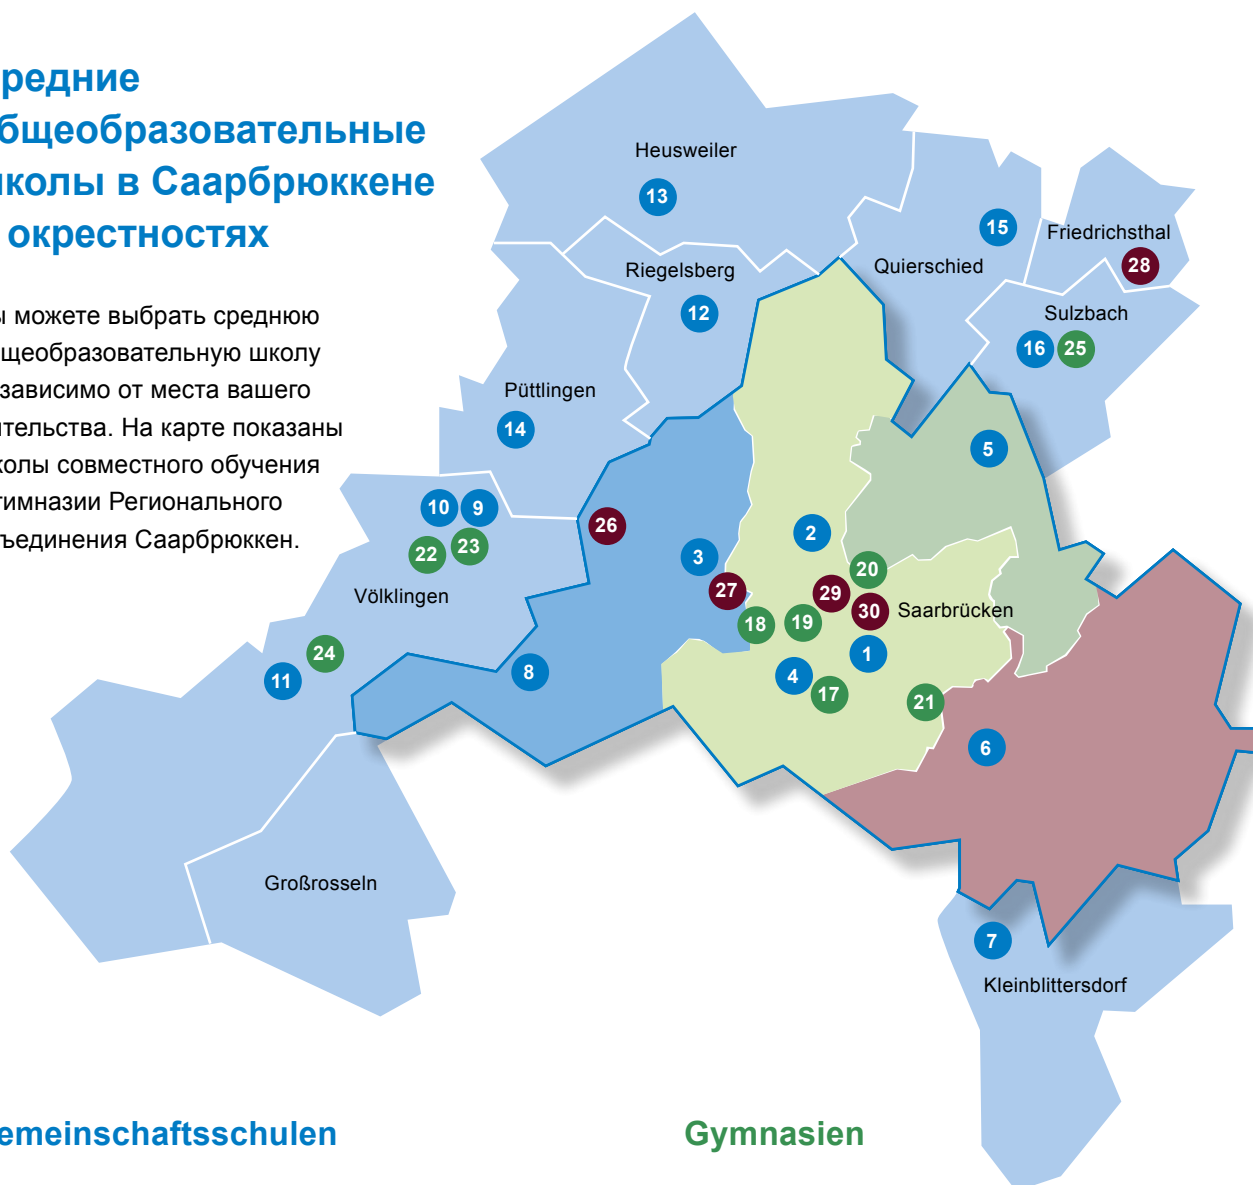 редние
бщеобразовательные
колы в Саарбрюккене
окрестностях
ы можете выбрать среднюю
щеобразовательную школу
зависимо от места вашего
ительства. На карте показаны
колы совместного обучения
гимназии Регионального
ъединения Саарбрюккен.
Heusweiler
13
15
Friedrichsthal
28
Quierschied
Riegelsberg
12
Sulzbach
16 25
Püttlingen
14
5
10 9
26
2
22 23
3
20
27
29
Völklingen
30
Saarbrücken
18
19
24
1
11
8
4
17
21
6
Großrosseln
7
Kleinblittersdorf
emeinschaftsschulen
Gymnasien